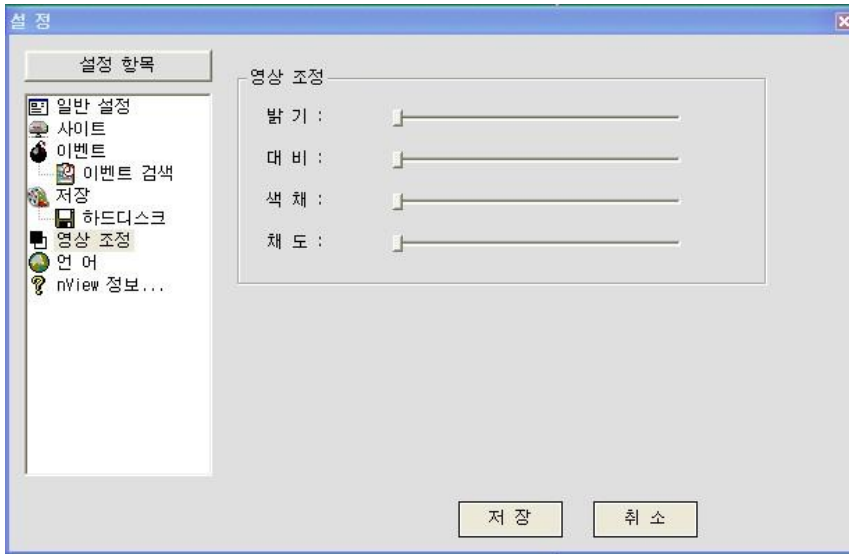 설 정
설정 항목
일반 설정
사이트
이벤트
이벤트 검색
저장
하드디스크
영상 조정
언 어
nView 정보...
영상 조정
밝 기 :
대 비 :
색 채 :
채 도 :
저 장
취 소